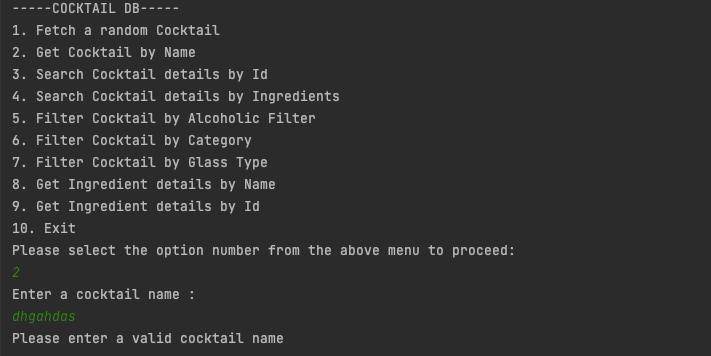 -----COCKTAIL DB-----
1. Fetch a random Cocktail
2. Get Cocktail by Name
3. Search Cocktail details by Id
4. Search Cocktail details by Ingredients
5. Filter Cocktail by Alcoholic Filter
6. Filter Cocktail by Category
7. Filter Cocktail by Glass Type
8. Get Ingredient details by Name
9. Get Ingredient details by Id
10. Exit
Please select the option number from the above menu to proceed:
2
Enter a cocktail name :
dhgahdas
Please enter a valid cocktail name